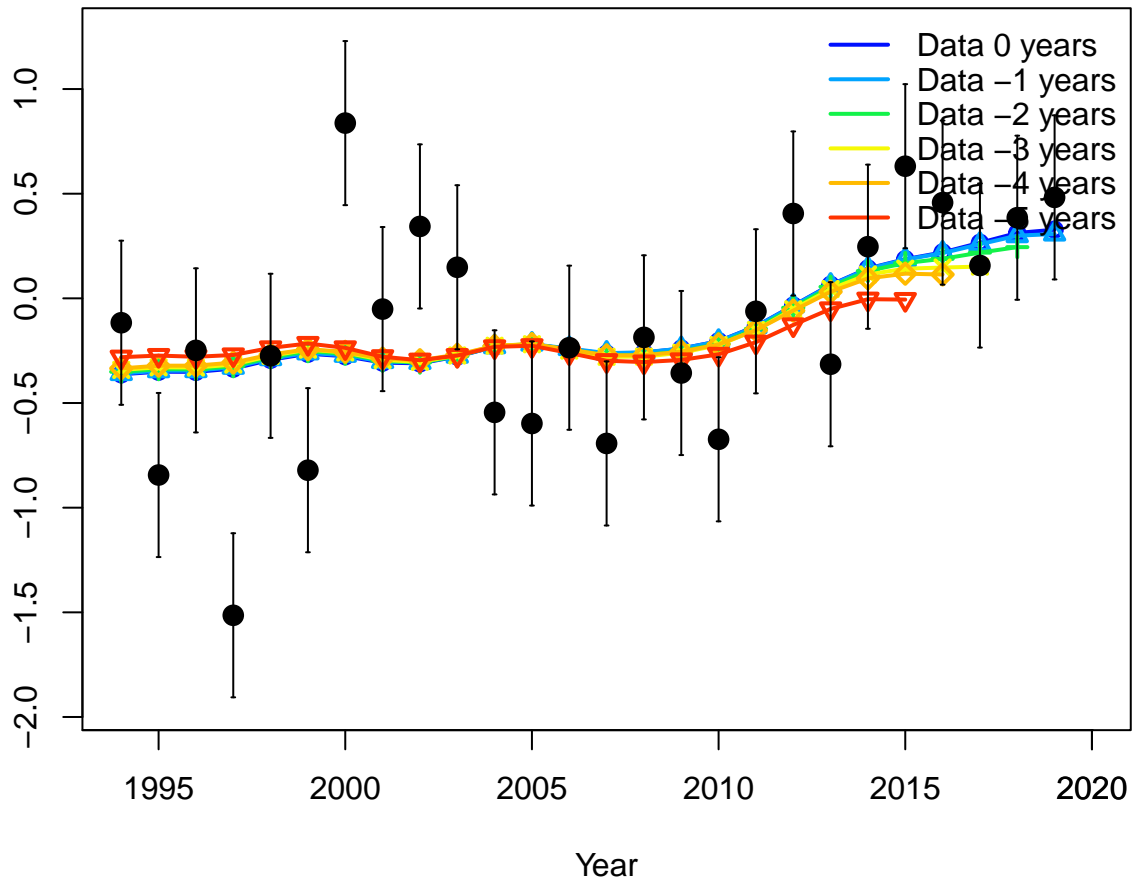 Data 0 years
Data −1 years
Data −2 years
Data −3 years
Data −4 years
Data years
1.0
0.5
0.0
−0.5
−1.0
−1.5
−2.0
1995 2000 2005 2010 2015 2020
Year